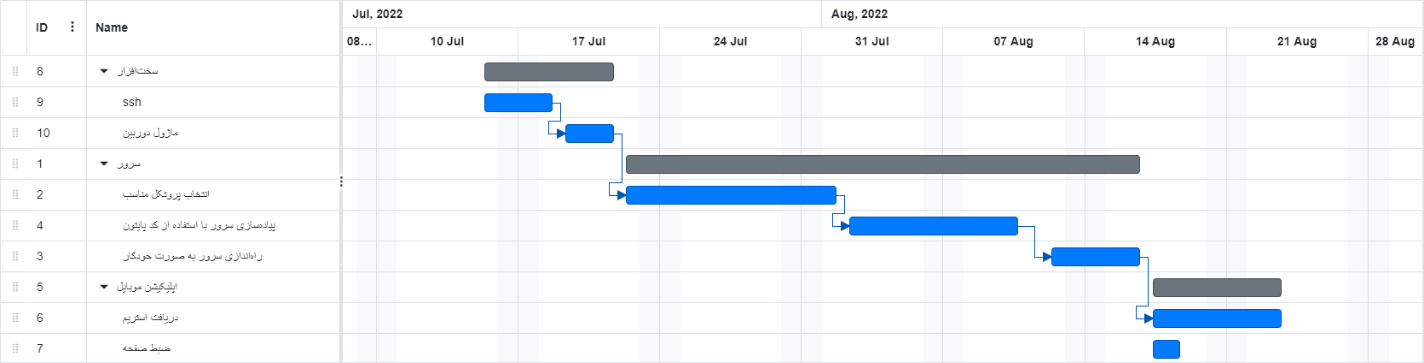 Jul, 2022 Aug, 2022
ID Name 08... 10 Jul 17 Jul 24 Jul 31 Jul 07 Aug 14 Aug 21 Aug 28 Aug
8 سخت‌افزار
9 ssh
10 ماژول دوربین
1 سرور
2 انتخاب پروتکل مناسب
4 پیاده‌سازی سرور با استفاده از کد پایتون
3 راه‌اندازی سرور به صورت خودکار
5 اپلیکیشن موبایل
6 دریافت استریم
7 ضبط صفحه